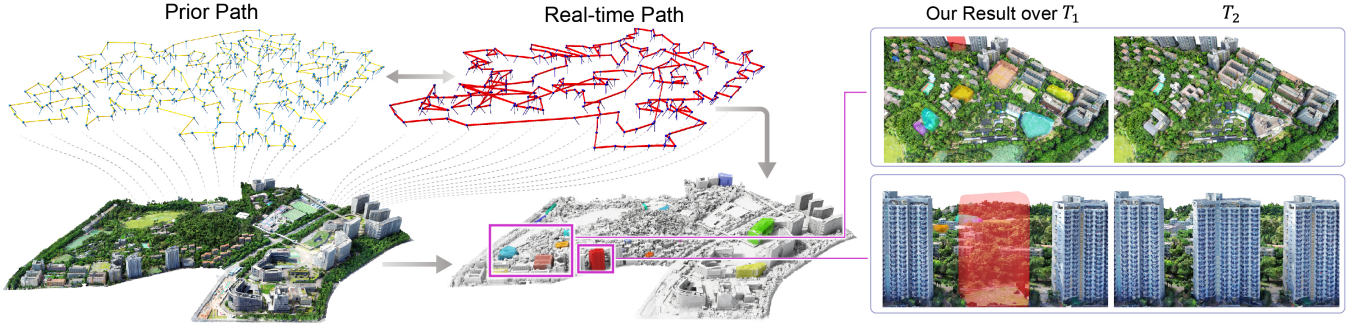 Prior Path
Real-time Path
Our Result over T₁
T₂